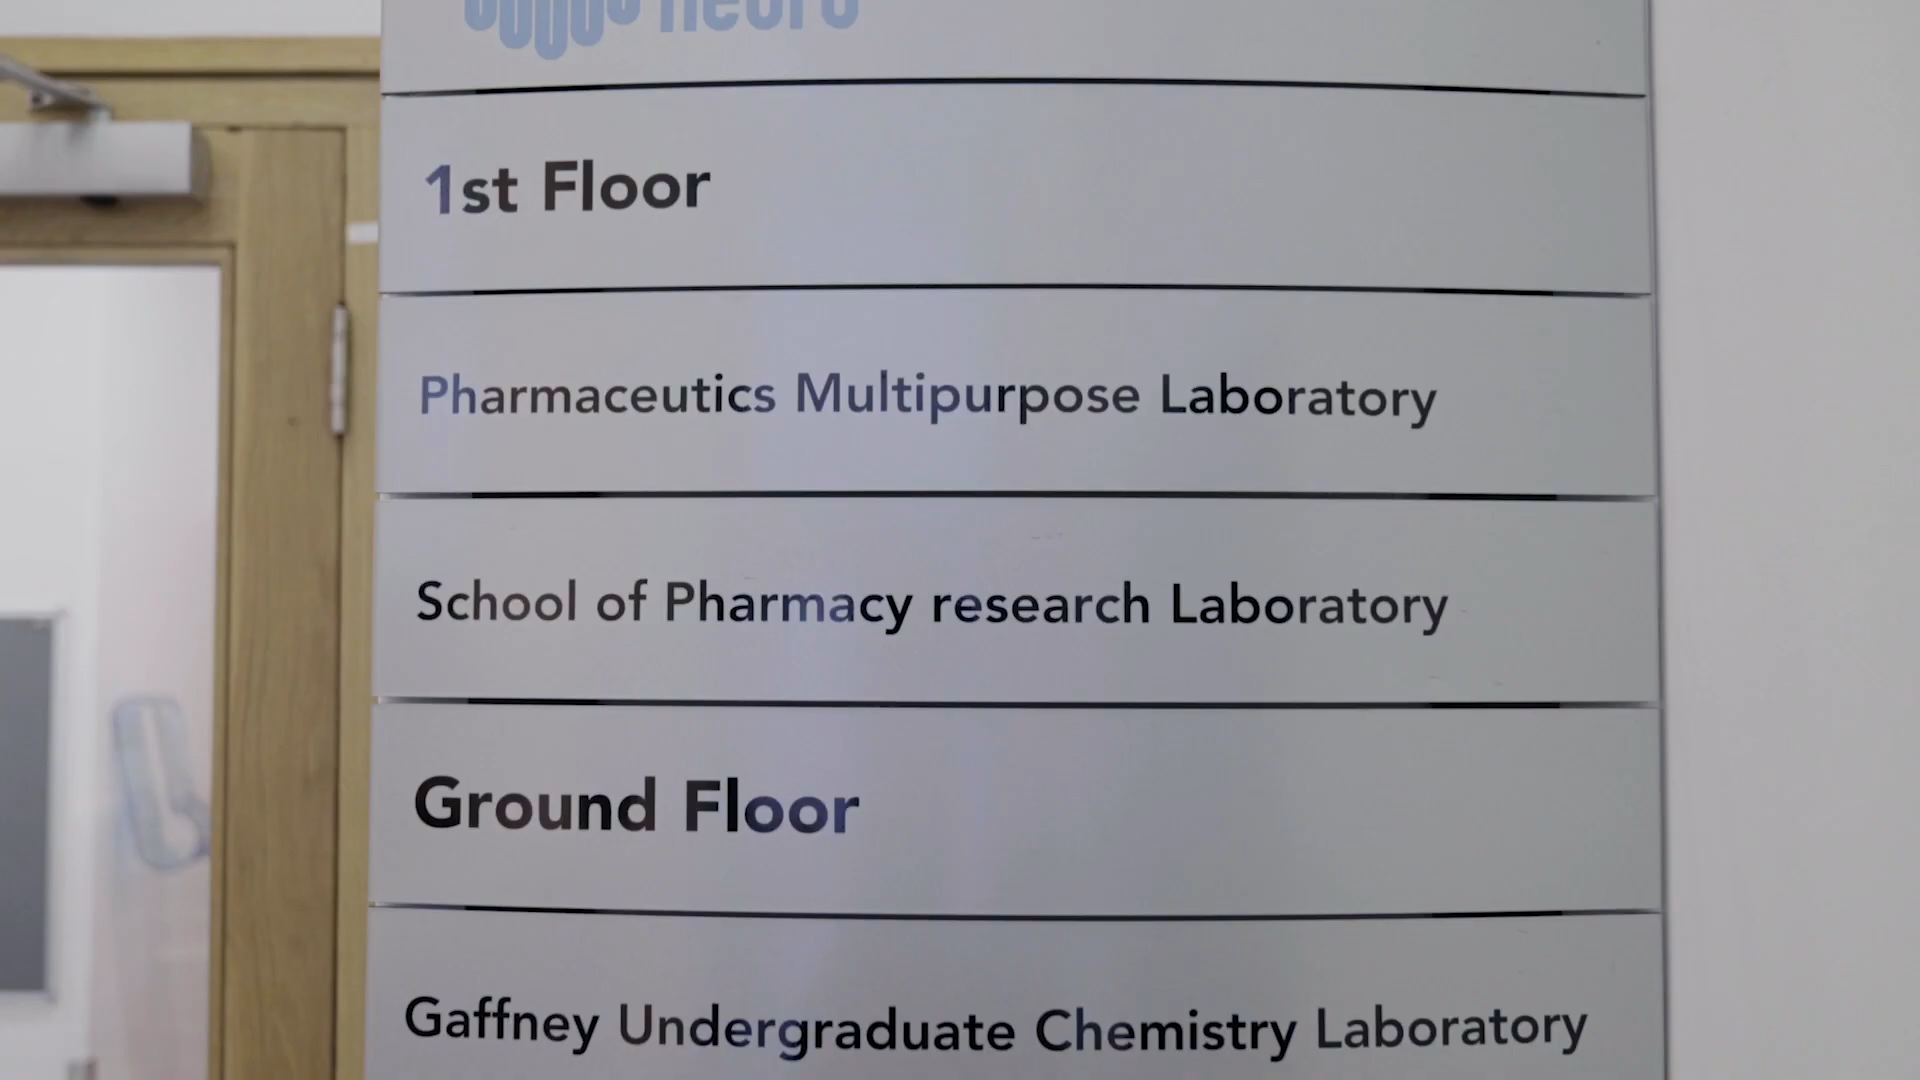 1st Floor
Pharmaceutics Multipurpose Laboratory
School of Pharmacy research Laboratory
Ground Floor
Gaffney Undergraduate Chemistry Laboratory